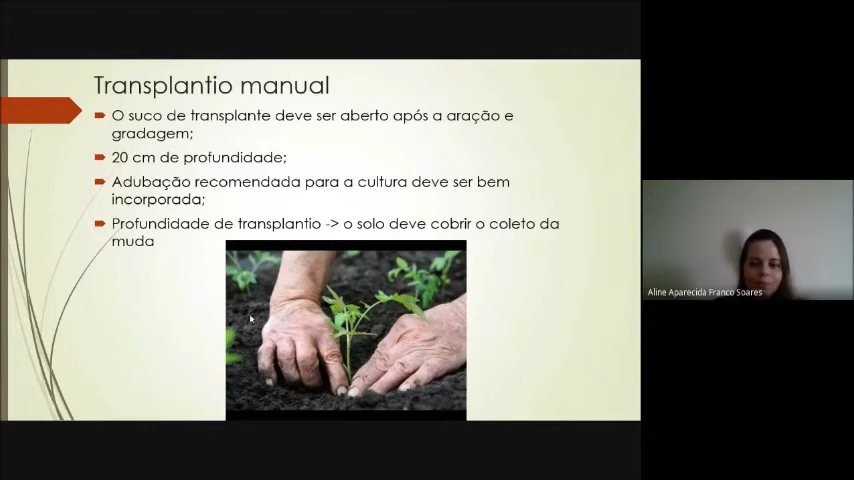 Transplantio manual
O suco de transplante deve ser aberto após a aração e
gradagem;
20 cm de profundidade;
Adubação recomendada para a cultura deve ser bem
incorporada;
Profundidade de transplantio -> o solo deve cobrir o coleto da
muda
Aline Aparecida Franco Soares